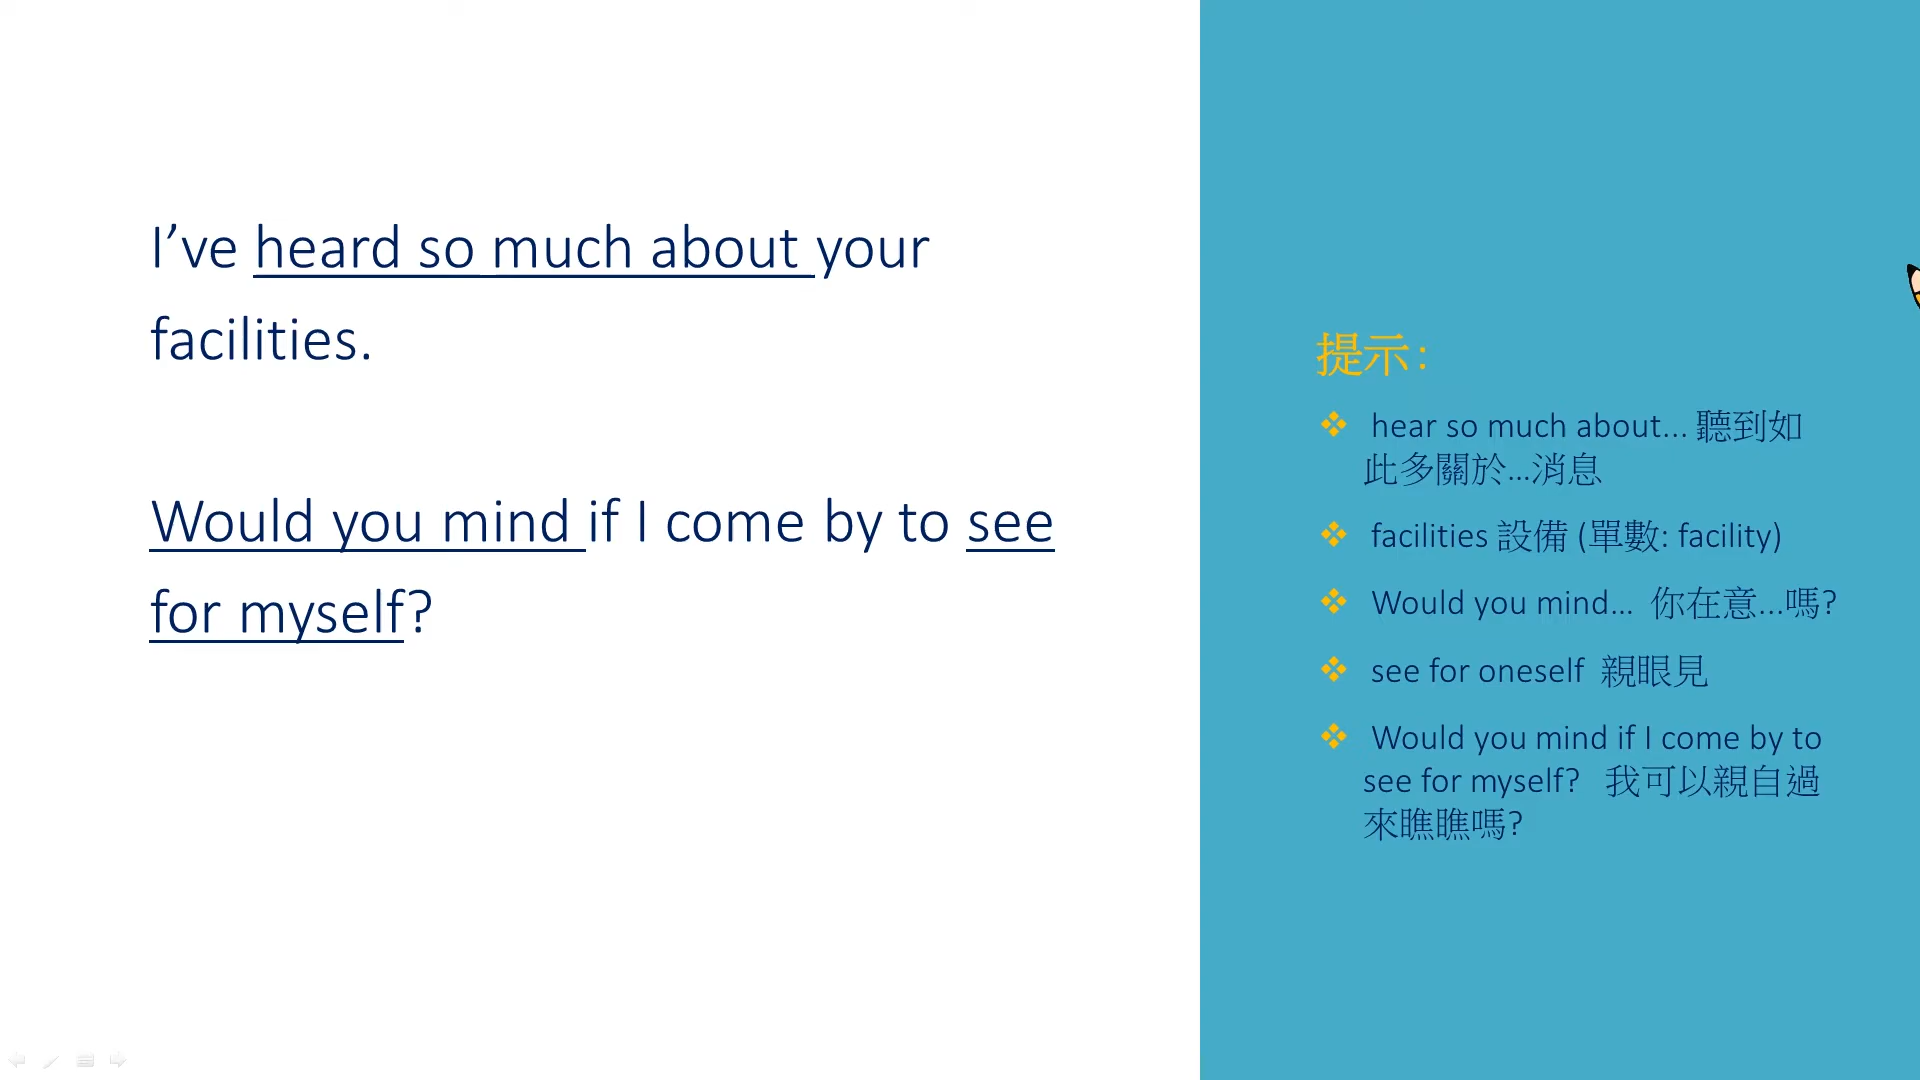 I’ve heard so much about your
facilities.
Would you mind if I come by to see
for myself?
提示:
hear so much about... 聽到如
此多關於...消息
facilities 設備 (單數: facility)
Would you mind... 你在意...嗎?
see for oneself 親眼見
Would you mind if I come by to
see for myself? 我可以親自過
來瞧瞧嗎?